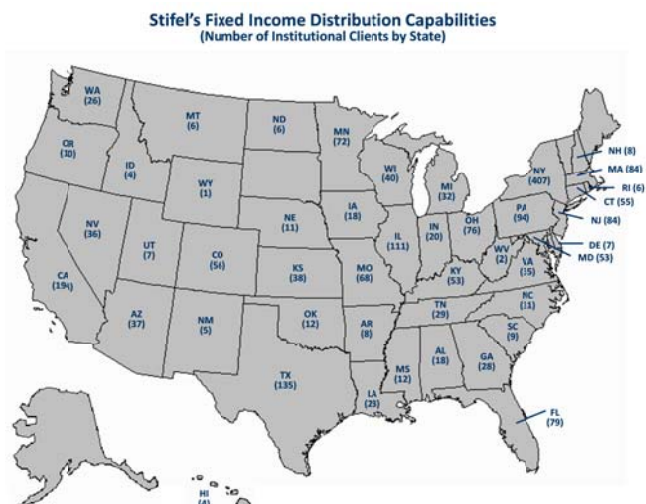 Stifel's Fixed Income Distribution Capabilities
(Number of Institutional Clients by State)
WA
(26)
MT
(6)
ND
(6)
MN
(72)
OR
(10)
ID
(4)
WY
(1)
WI
(40)
MI
(32)
NY
(407)
NH (8)
MA (84)
RI (6)
CT (55)
NJ (84)
DE (7)
MD (53)
PA
(94)
NV
(36)
UT
(7)
CO
NE
(11)
IA
(18)
IL
(111)
IN
(20)
OH
(76)
WV
(2)
VA
CA
KS
(38)
MO
(68)
KY
(53)
NC
AZ
(37)
NM
(5)
OK
(12)
AR
(8)
TN
(29)
SC
(9)
TX
(135)
LA
MS
(12)
AL
(18)
GA
(28)
FL
(79)
HI